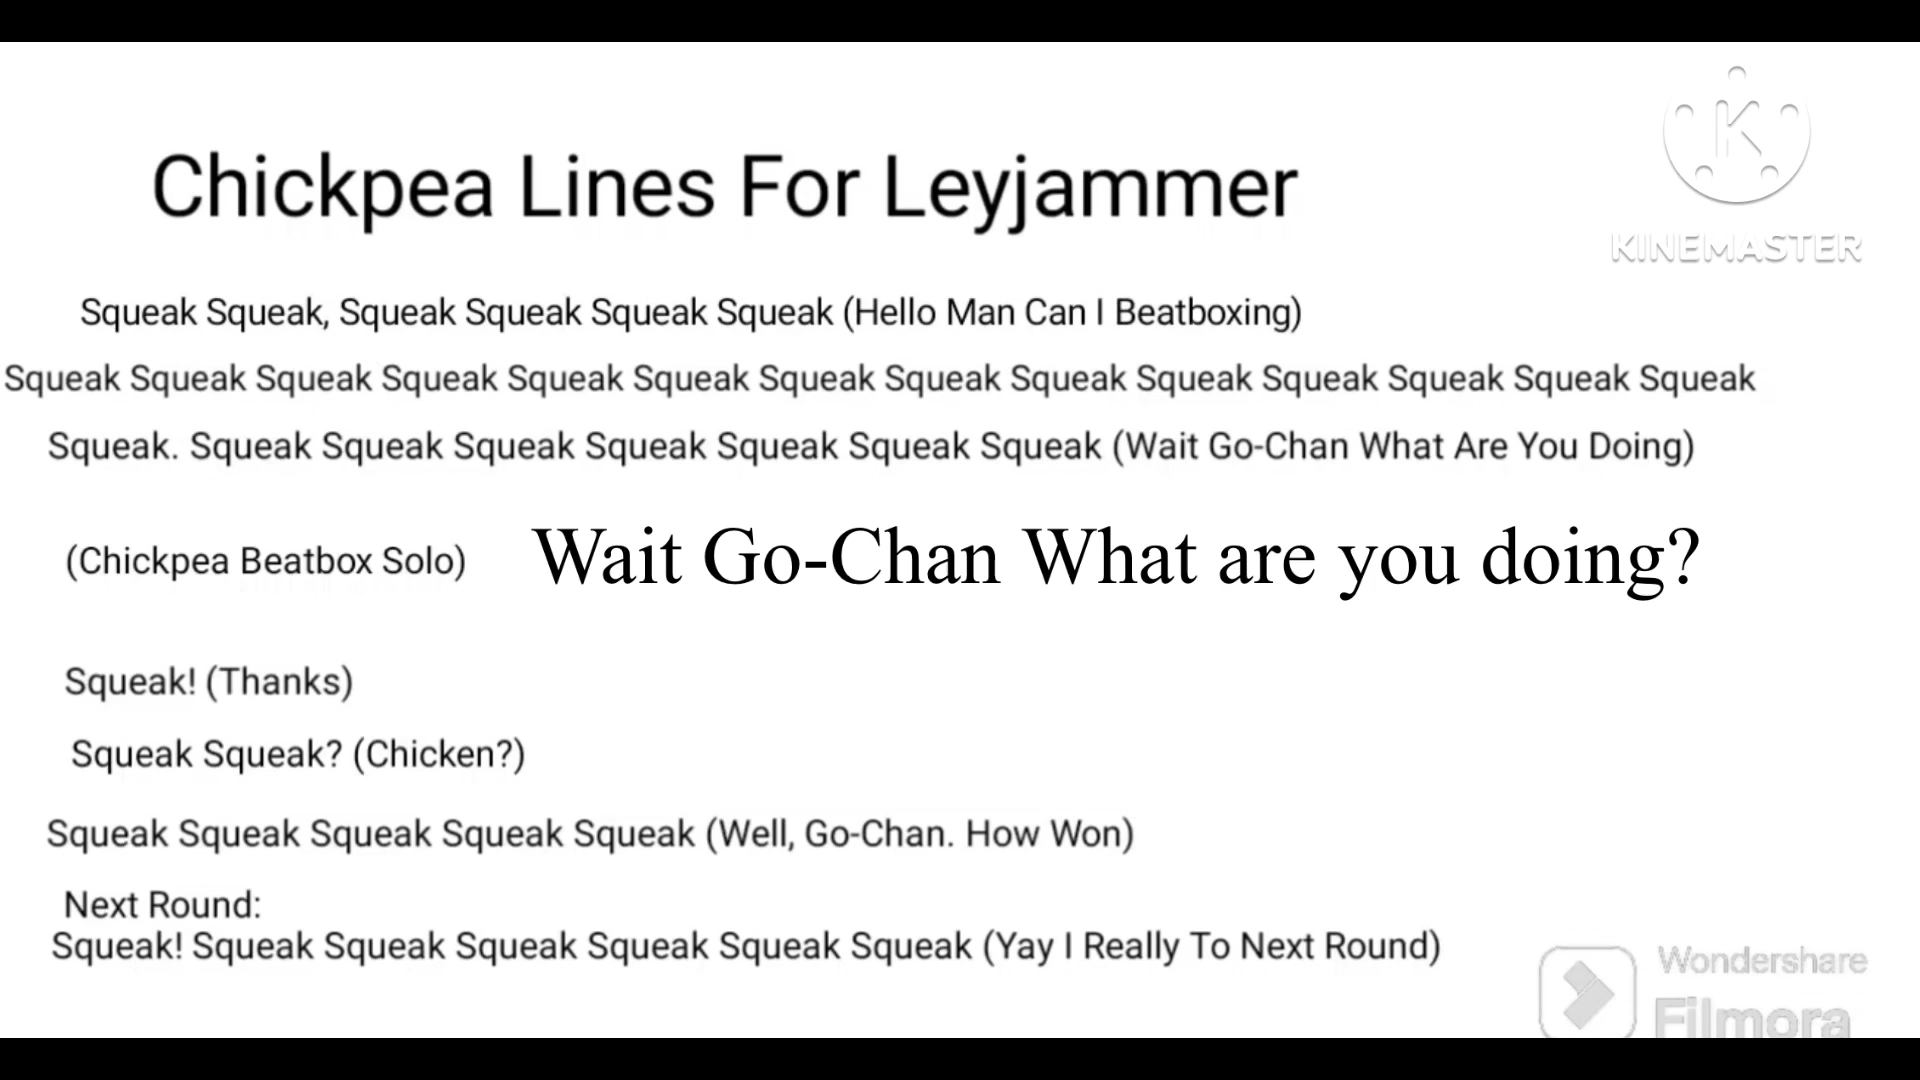 Chickpea Lines For Leyjammer
KINEMASTER
Squeak Squeak, Squeak Squeak Squeak Squeak (Hello Man Can I Beatboxing)
Squeak Squeak Squeak Squeak Squeak Squeak Squeak Squeak Squeak Squeak Squeak Squeak Squeak Squeak
Squeak. Squeak Squeak Squeak Squeak Squeak Squeak Squeak (Wait Go-Chan What Are You Doing)
(Chickpea Beatbox Solo)
Wait Go-Chan What are you doing?
Squeak! (Thanks)
Squeak Squeak? (Chicken?)
Squeak Squeak Squeak Squeak Squeak (Well, Go-Chan. How Won)
Next Round:
Squeak! Squeak Squeak Squeak Squeak Squeak Squeak (Yay I Really To Next Round)
Wondershare
Filmora